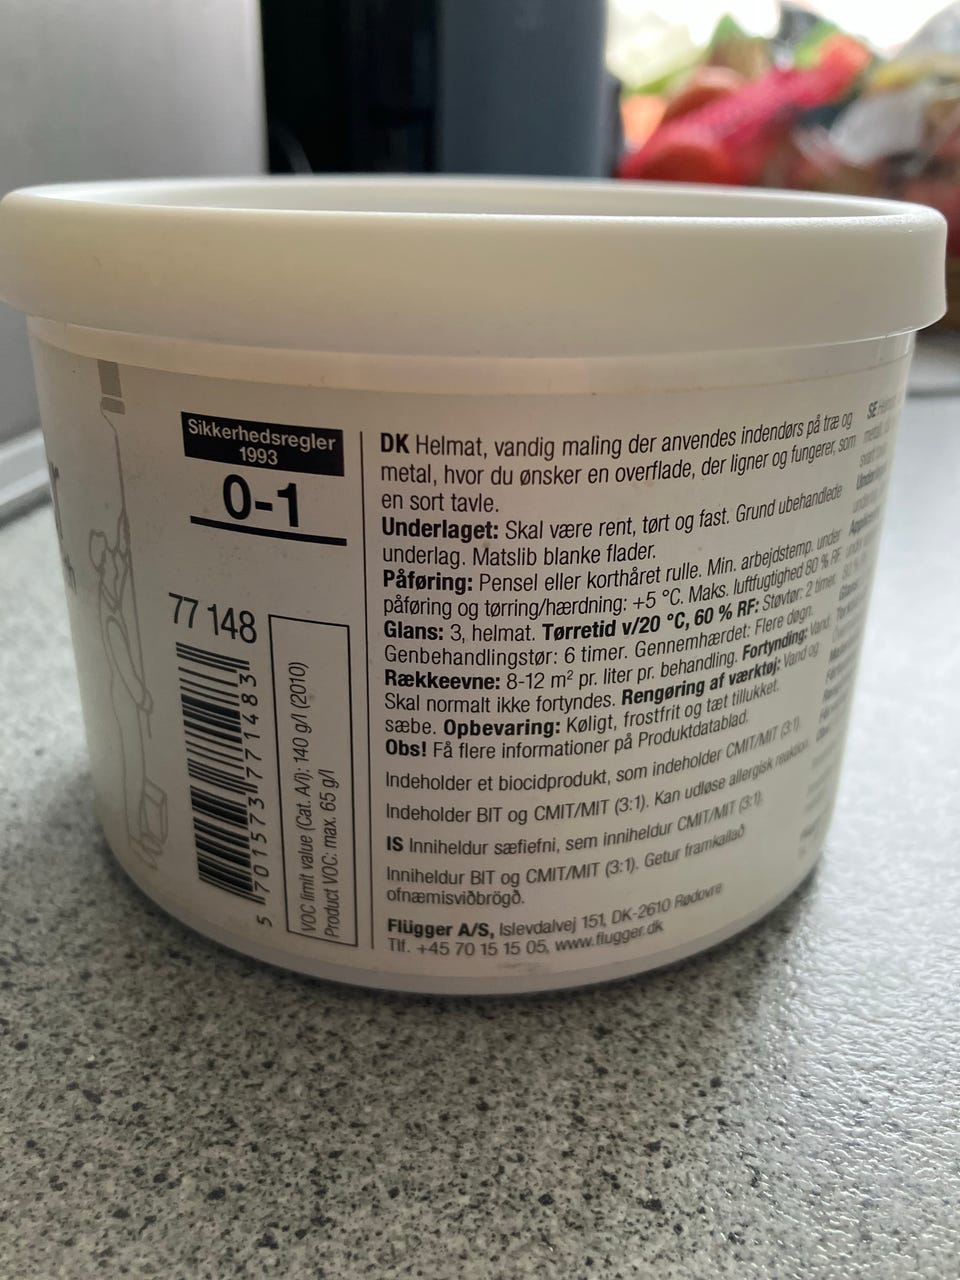 Sikkerhedsregler
1993
0-1
77 148
5 701573 771483
VOC limit value (Cat. A/i): 140 g/l (2010)
Product VOC: max. 65 g/l
DK Helmat, vandig maling der anvendes indendørs på træ og
metal, hvor du ønsker en overflade, der ligner og fungerer, som
en sort tavle.
Underlaget: Skal være rent, tørt og fast. Grund ubehandlede
underlag. Matslib blanke flader.
Påføring: Pensel eller korthåret rulle. Min. arbejdstemp. under
påføring og tørring/hærdning: +5 °C. Maks. luftfugtighed 80 % RF.
Glans: 3, helmat. Tørretid v/20 °C, 60 % RF: Støvtør: 2 timer.
Genbehandlingstør: 6 timer. Gennemhærdet: Flere døgn.
Rækkeevne: 8-12 m² pr. liter pr. behandling. Fortynding: Vand.
Skal normalt ikke fortyndes. Rengøring af værktøj: Vand og
sæbe. Opbevaring: Køligt, frostfrit og tæt tillukket.
Obs! Få flere informationer på Produktdatablad.
Indeholder et biocidprodukt, som indeholder CMIT/MIT (3:1).
Indeholder BIT og CMIT/MIT (3:1). Kan udløse allergisk reaktion.
IS Inniheldur sæfiefni, sem inniheldur CMIT/MIT (3:1).
Inniheldur BIT og CMIT/MIT (3:1). Getur framkallað
ofnæmisviðbrögð.
Flügger A/S, Islevdalvej 151, DK-2610 Rødovre
Tlf. +45 70 15 15 05, www.flugger.dk
SE